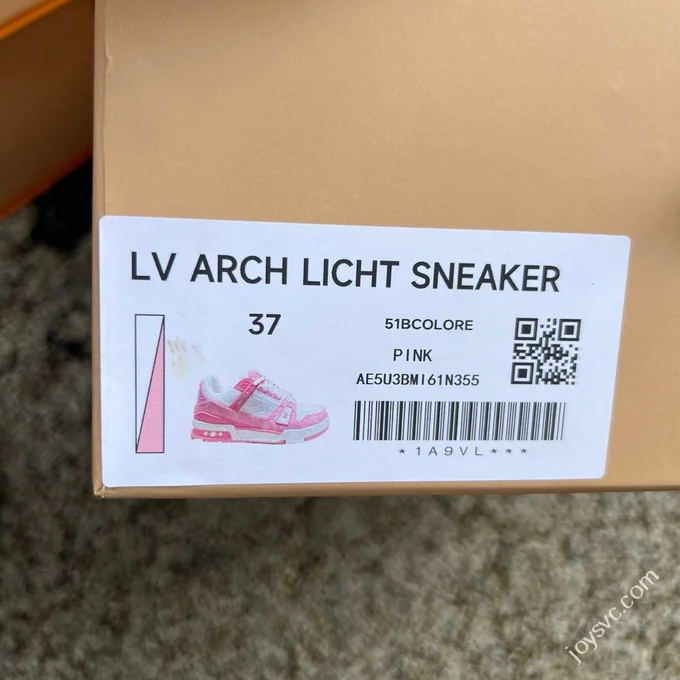 LV ARCH LICHT SNEAKER
37
51BCOLORE
PINK
AE5U3BMI61N355
*1A9VL***
joysvc.com